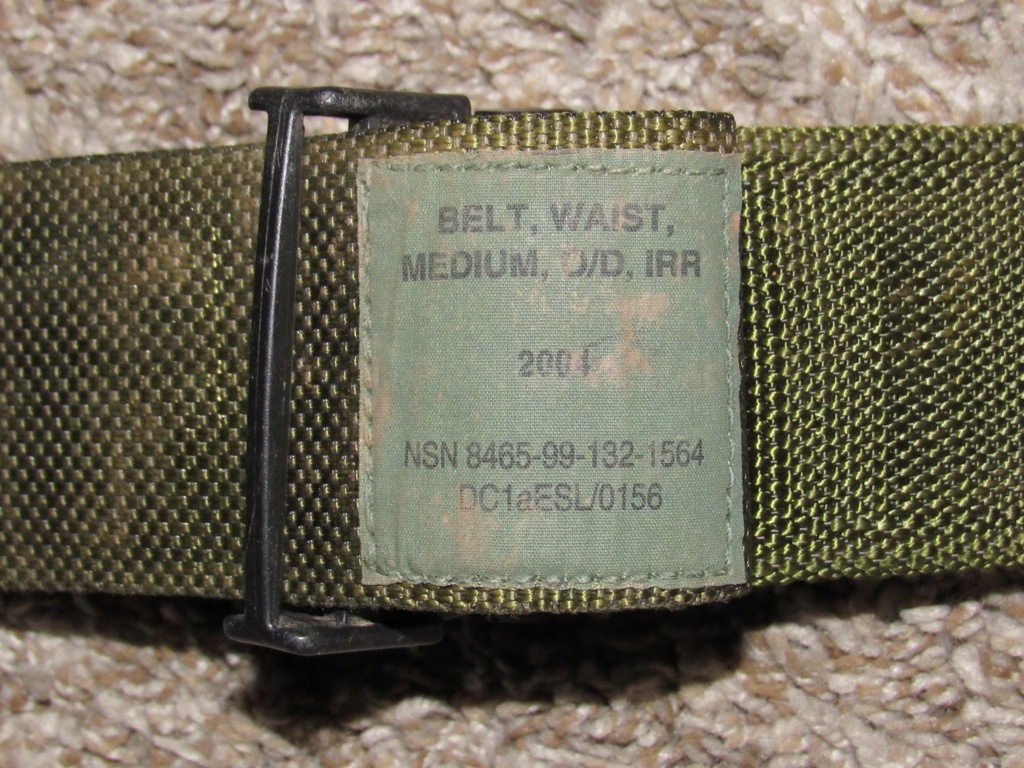 BELT, WAIST,
MEDIUM, O/D, IRR
2004
NSN 8465-99-132-1564
DC1aESL/0156